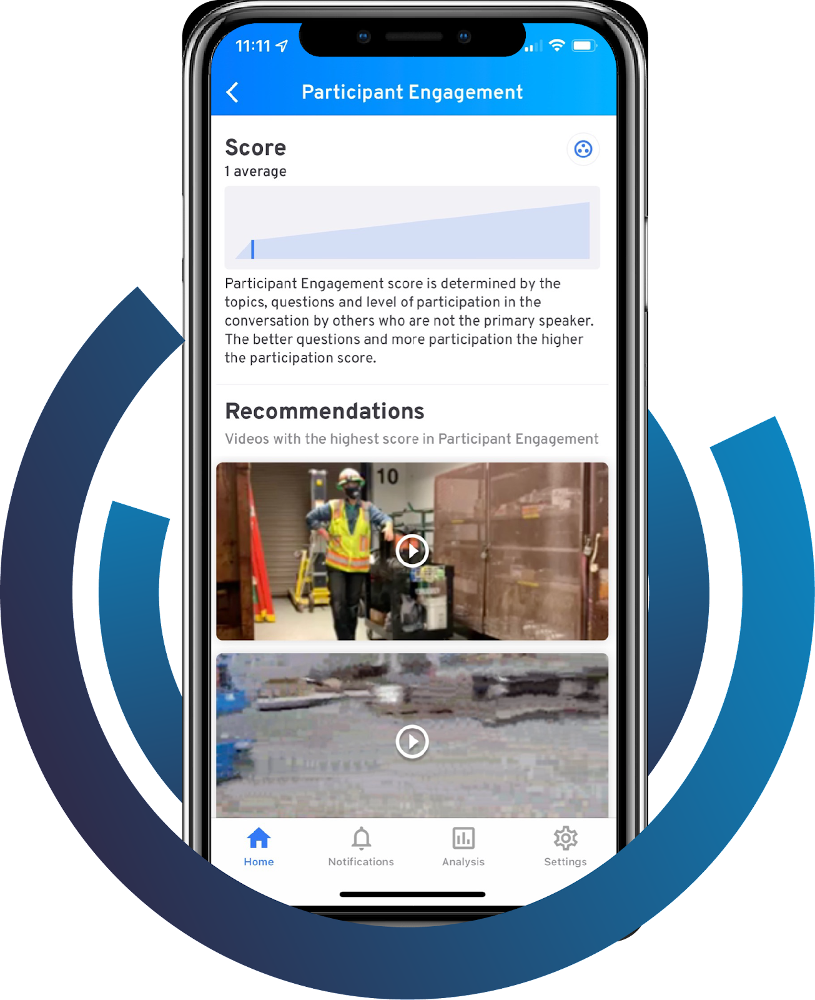 11:11
Participant Engagement
Score
1 average
Participant Engagement score is determined by the
topics, questions and level of participation in the
conversation by others who are not the primary speaker.
The better questions and more participation the higher
the participation score.
Recommendations
Videos with the highest score in Participant Engagement
10
Home
Notifications
Analysis
Settings